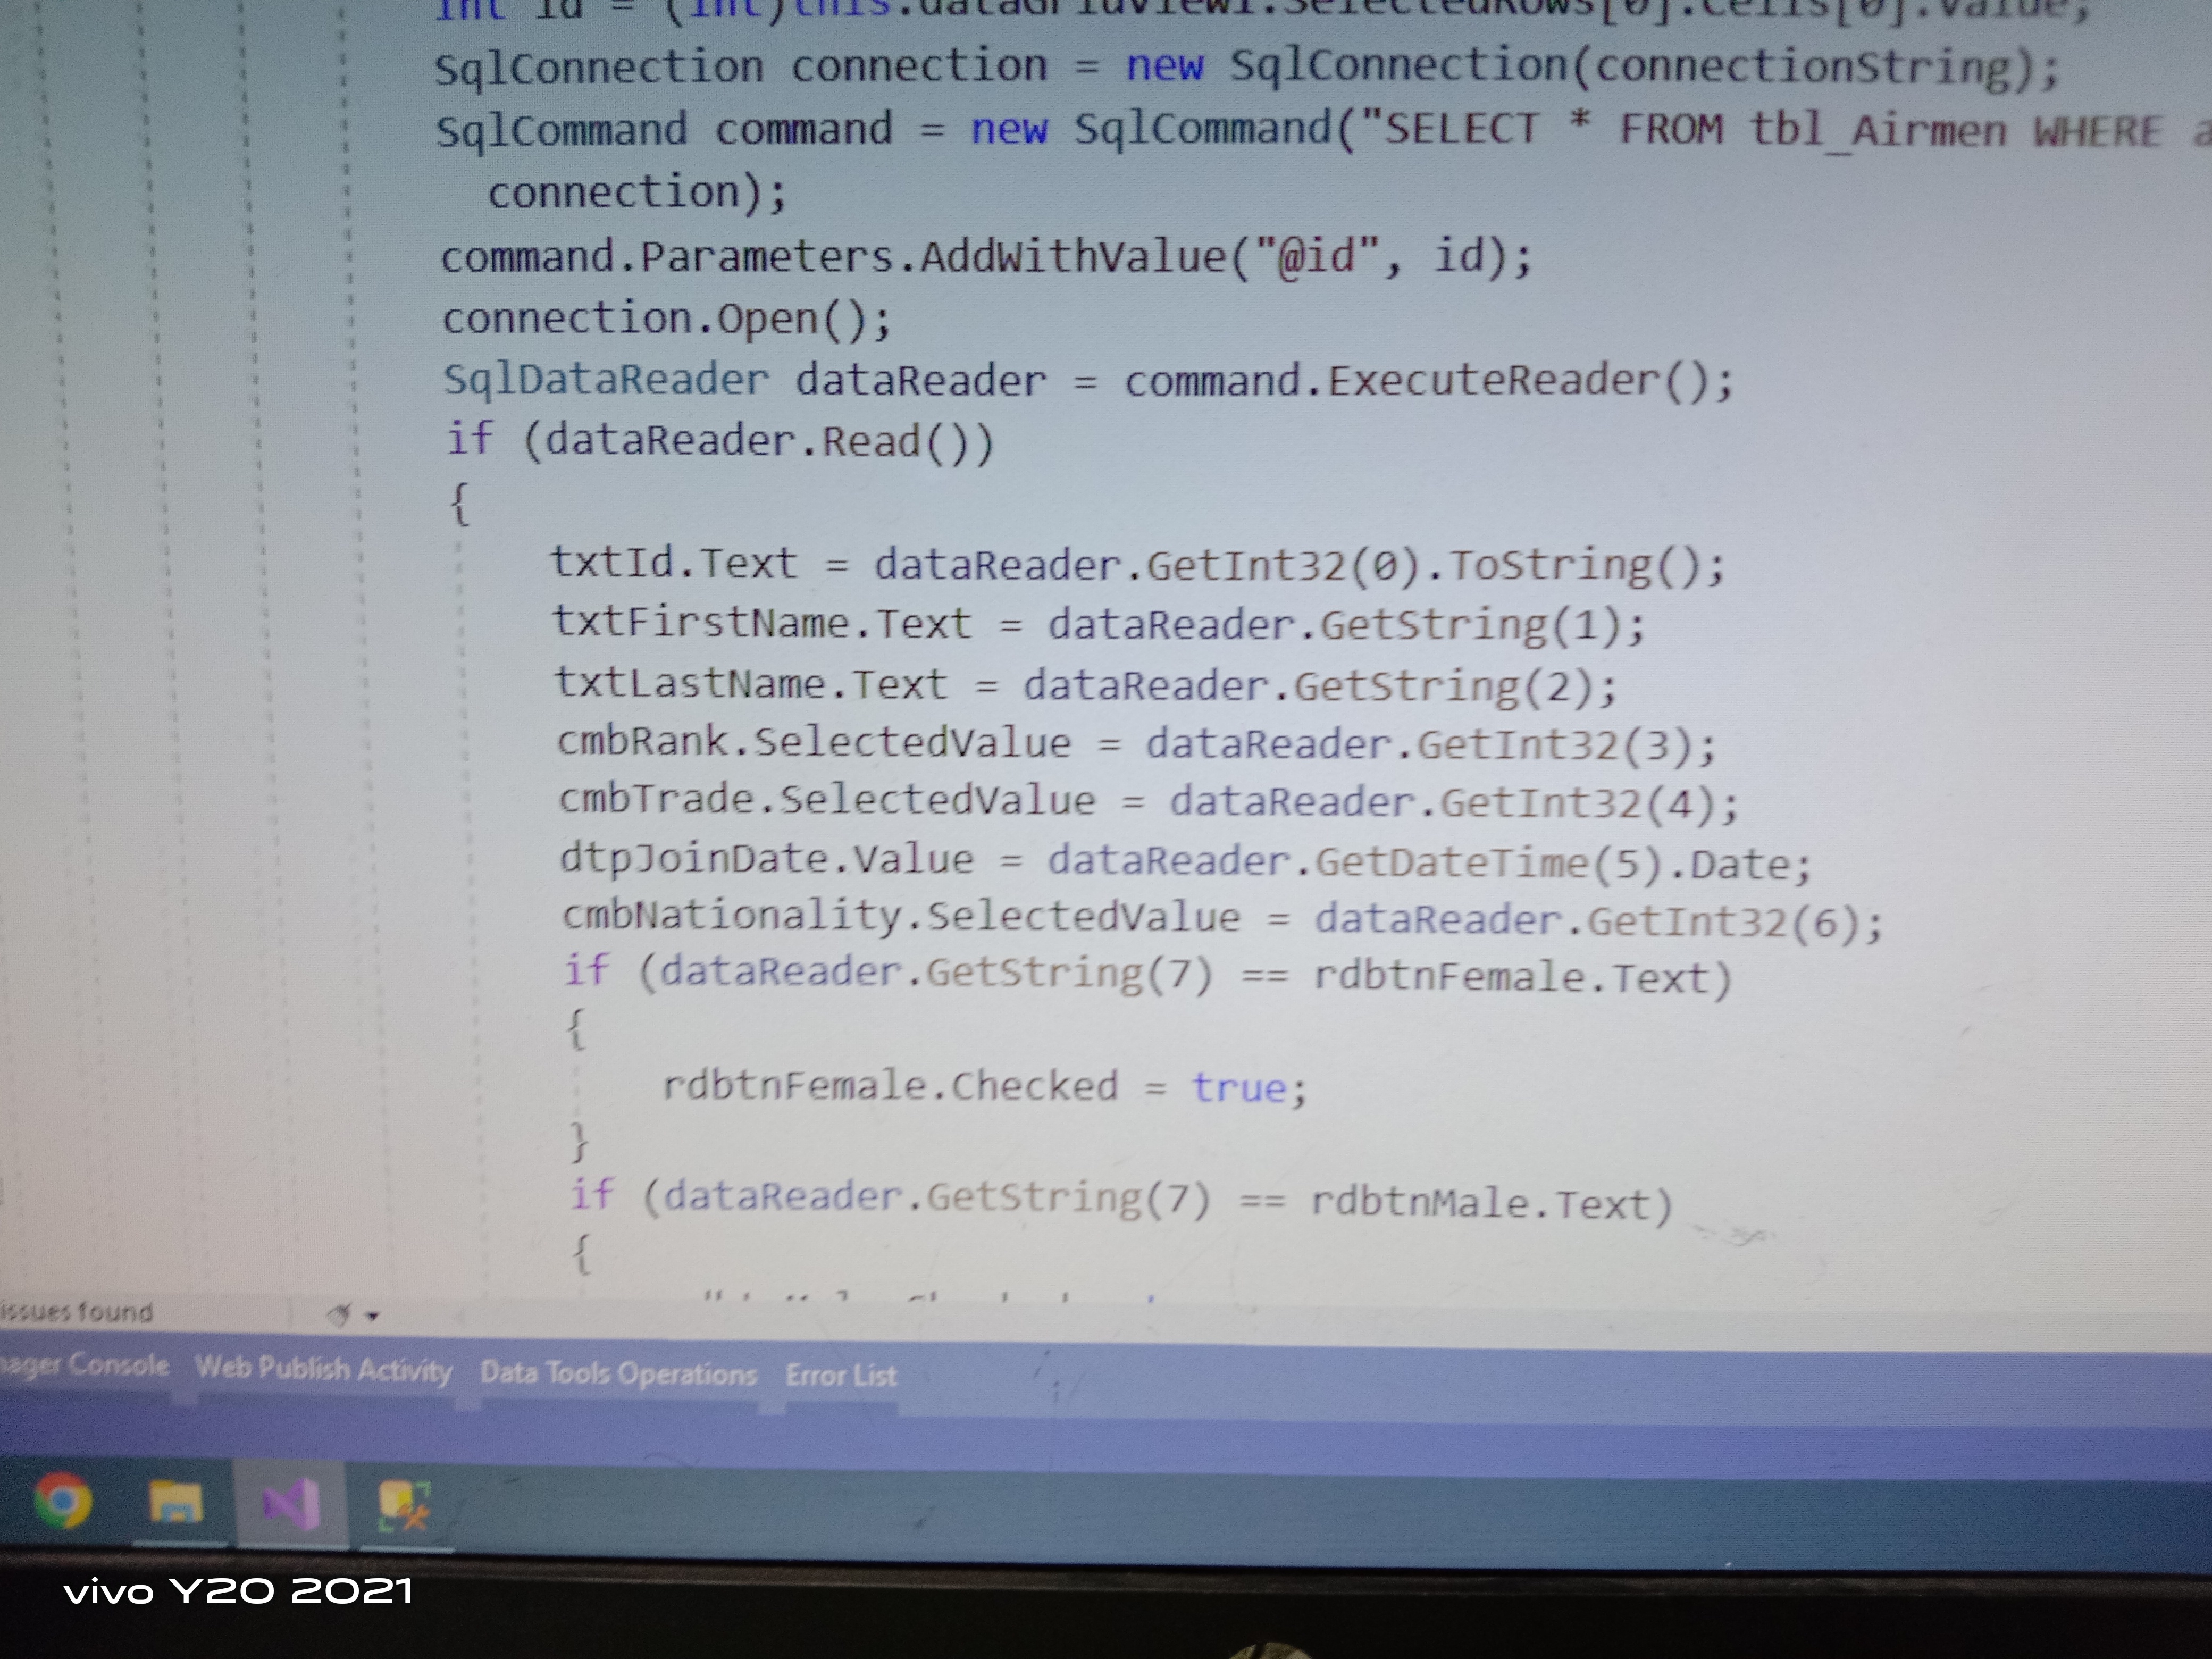 int id = (int)this.dataGridView1.SelectedRows[0].Cells[0].Value;
SqlConnection connection = new SqlConnection(connectionString);
SqlCommand command = new SqlCommand("SELECT * FROM tbl_Airmen WHERE
connection);
command.Parameters.AddWithValue("@id", id);
connection.Open();
SqlDataReader dataReader = command.ExecuteReader();
if (dataReader.Read())
{
txtId.Text = dataReader.GetInt32(0).ToString();
txtFirstName.Text = dataReader.GetString(1);
txtLastName.Text = dataReader.GetString(2);
cmbRank.SelectedValue = dataReader.GetInt32(3);
cmbTrade.SelectedValue = dataReader.GetInt32(4);
dtpJoinDate.Value = dataReader.GetDateTime(5).Date;
cmbNationality.SelectedValue = dataReader.GetInt32(6);
if (dataReader.GetString(7) == rdbtnFemale.Text)
{
rdbtnFemale.Checked = true;
}
if (dataReader.GetString(7) == rdbtnMale.Text)
{
issues found
nager Console Web Publish Activity Data Tools Operations Error List
vivo Y20 2021